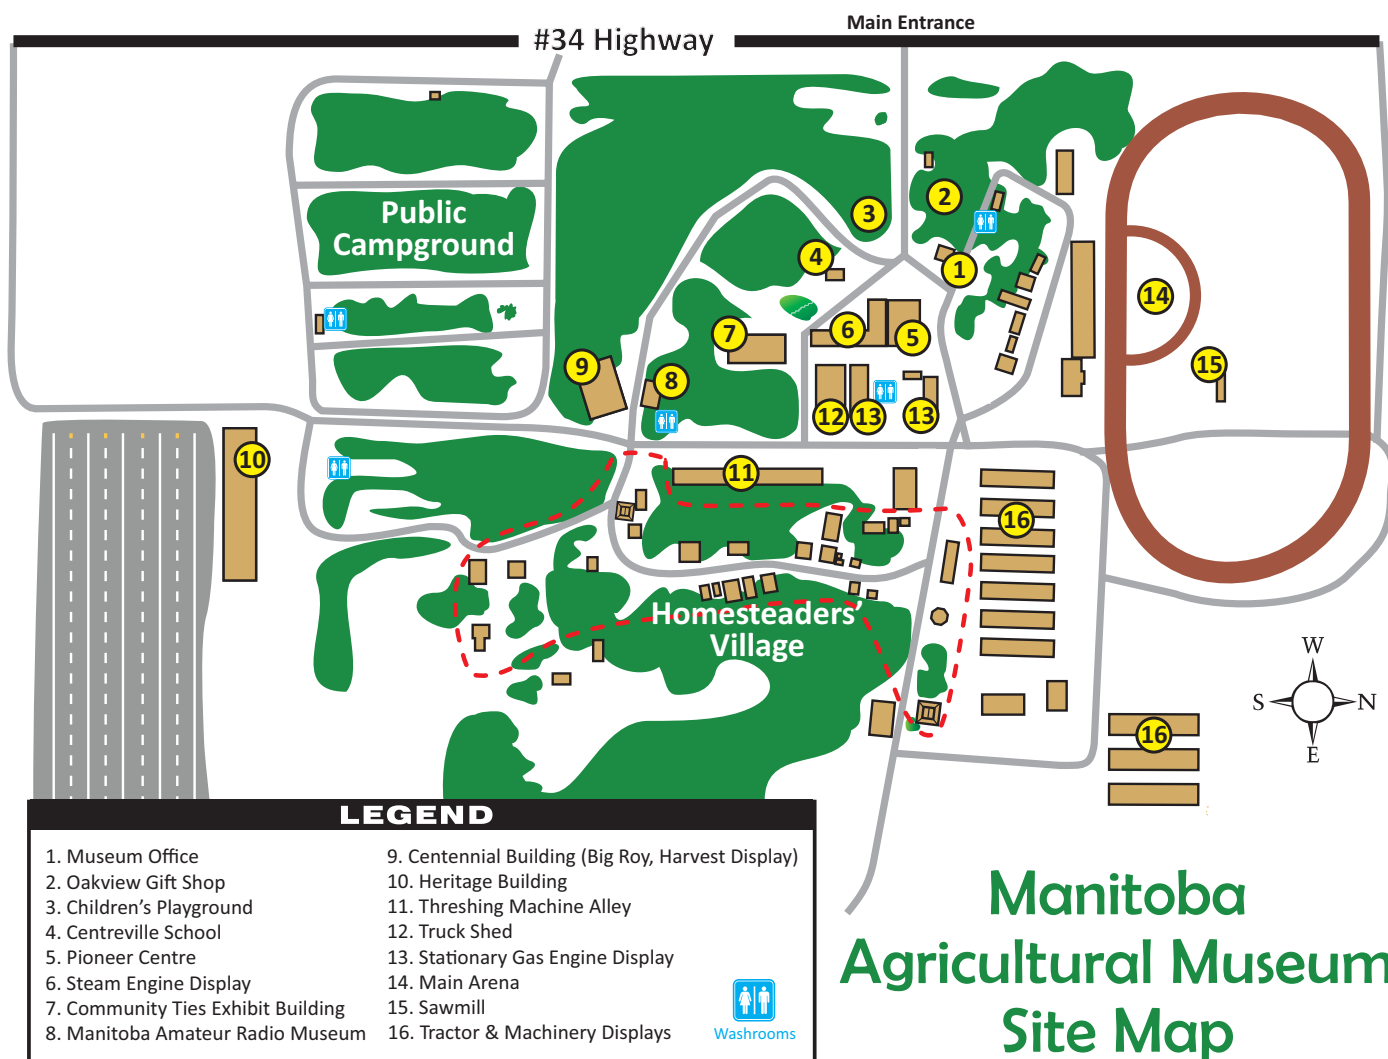 Main Entrance
#34 Highway
Public
Campground
2
3
1
4
14
6
5
7
15
9
8
12
13
13
10
11
16
Homesteaders'
Village
W
S
N
E
16
LEGEND
1. Museum Office
2. Oakview Gift Shop
3. Children's Playground
4. Centreville School
5. Pioneer Centre
6. Steam Engine Display
7. Community Ties Exhibit Building
8. Manitoba Amateur Radio Museum
9. Centennial Building (Big Roy, Harvest Display)
10. Heritage Building
11. Threshing Machine Alley
12. Truck Shed
13. Stationary Gas Engine Display
14. Main Arena
15. Sawmill
16. Tractor & Machinery Displays
Washrooms
Manitoba
Agricultural Museum
Site Map